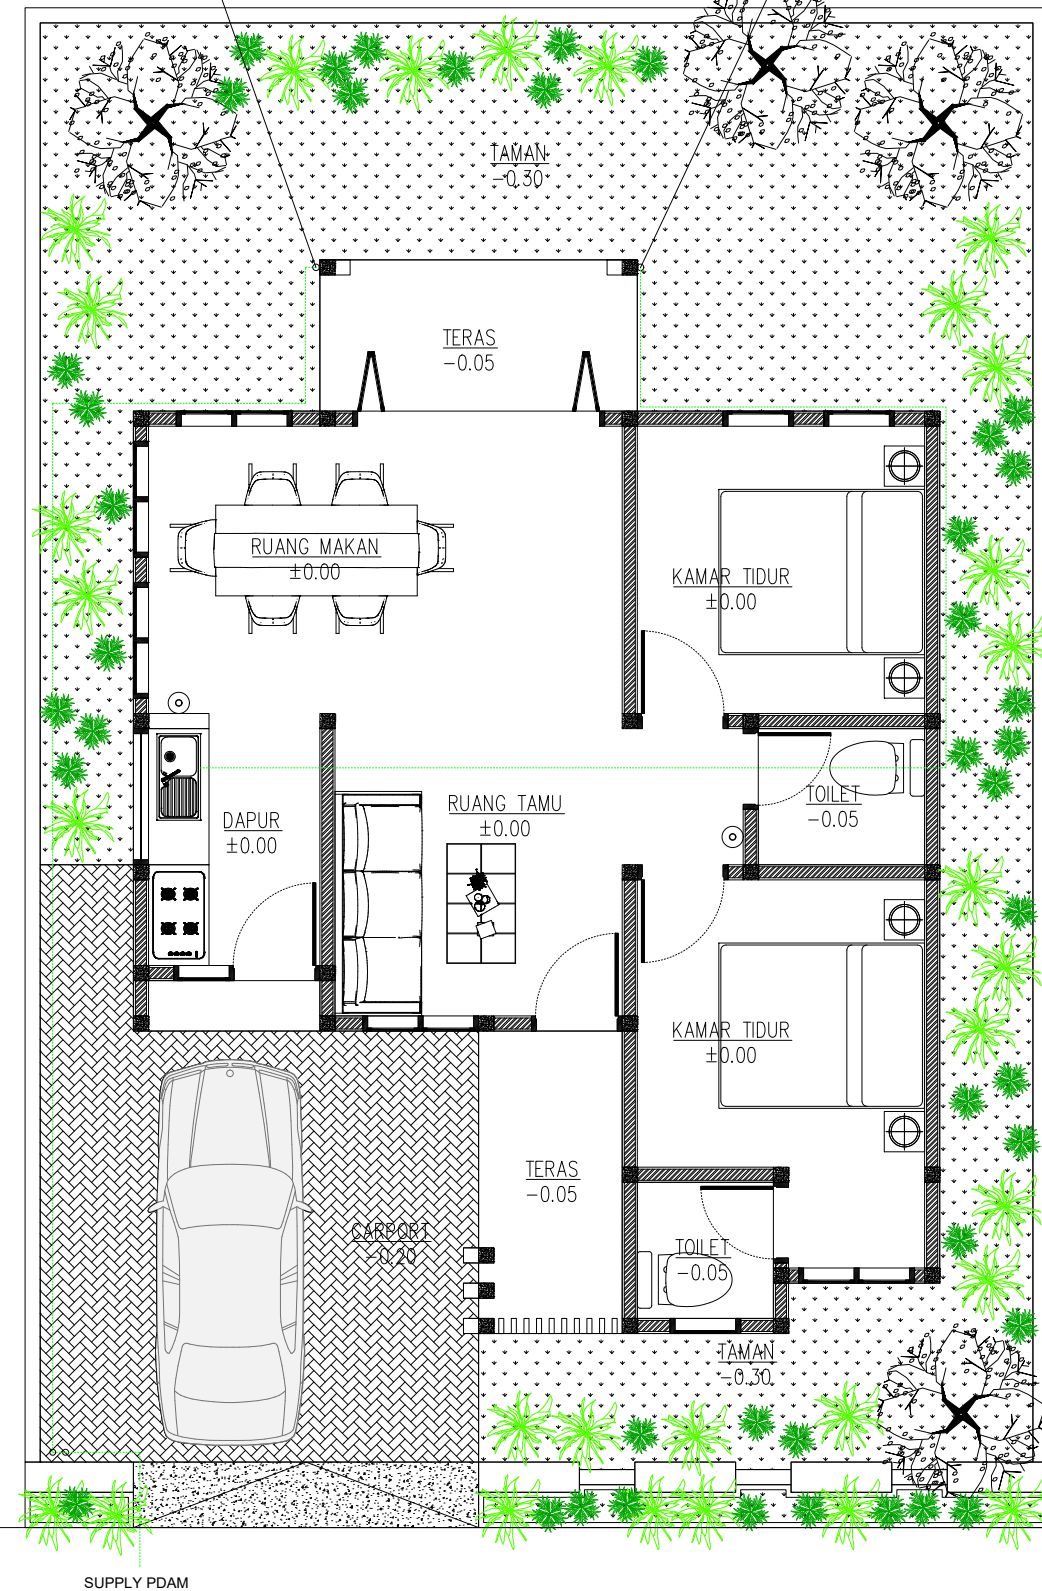 TAMAN
-0.30
TERAS
-0.05
RUANG MAKAN
±0.00
KAMAR TIDUR
±0.00
RUANG TAMU
±0.00
TOILET
-0.05
DAPUR
±0.00
KAMAR TIDUR
±0.00
TERAS
-0.05
CARPORT
-0.20
TOILET
-0.05
TAMAN
-0.30
SUPPLY PDAM